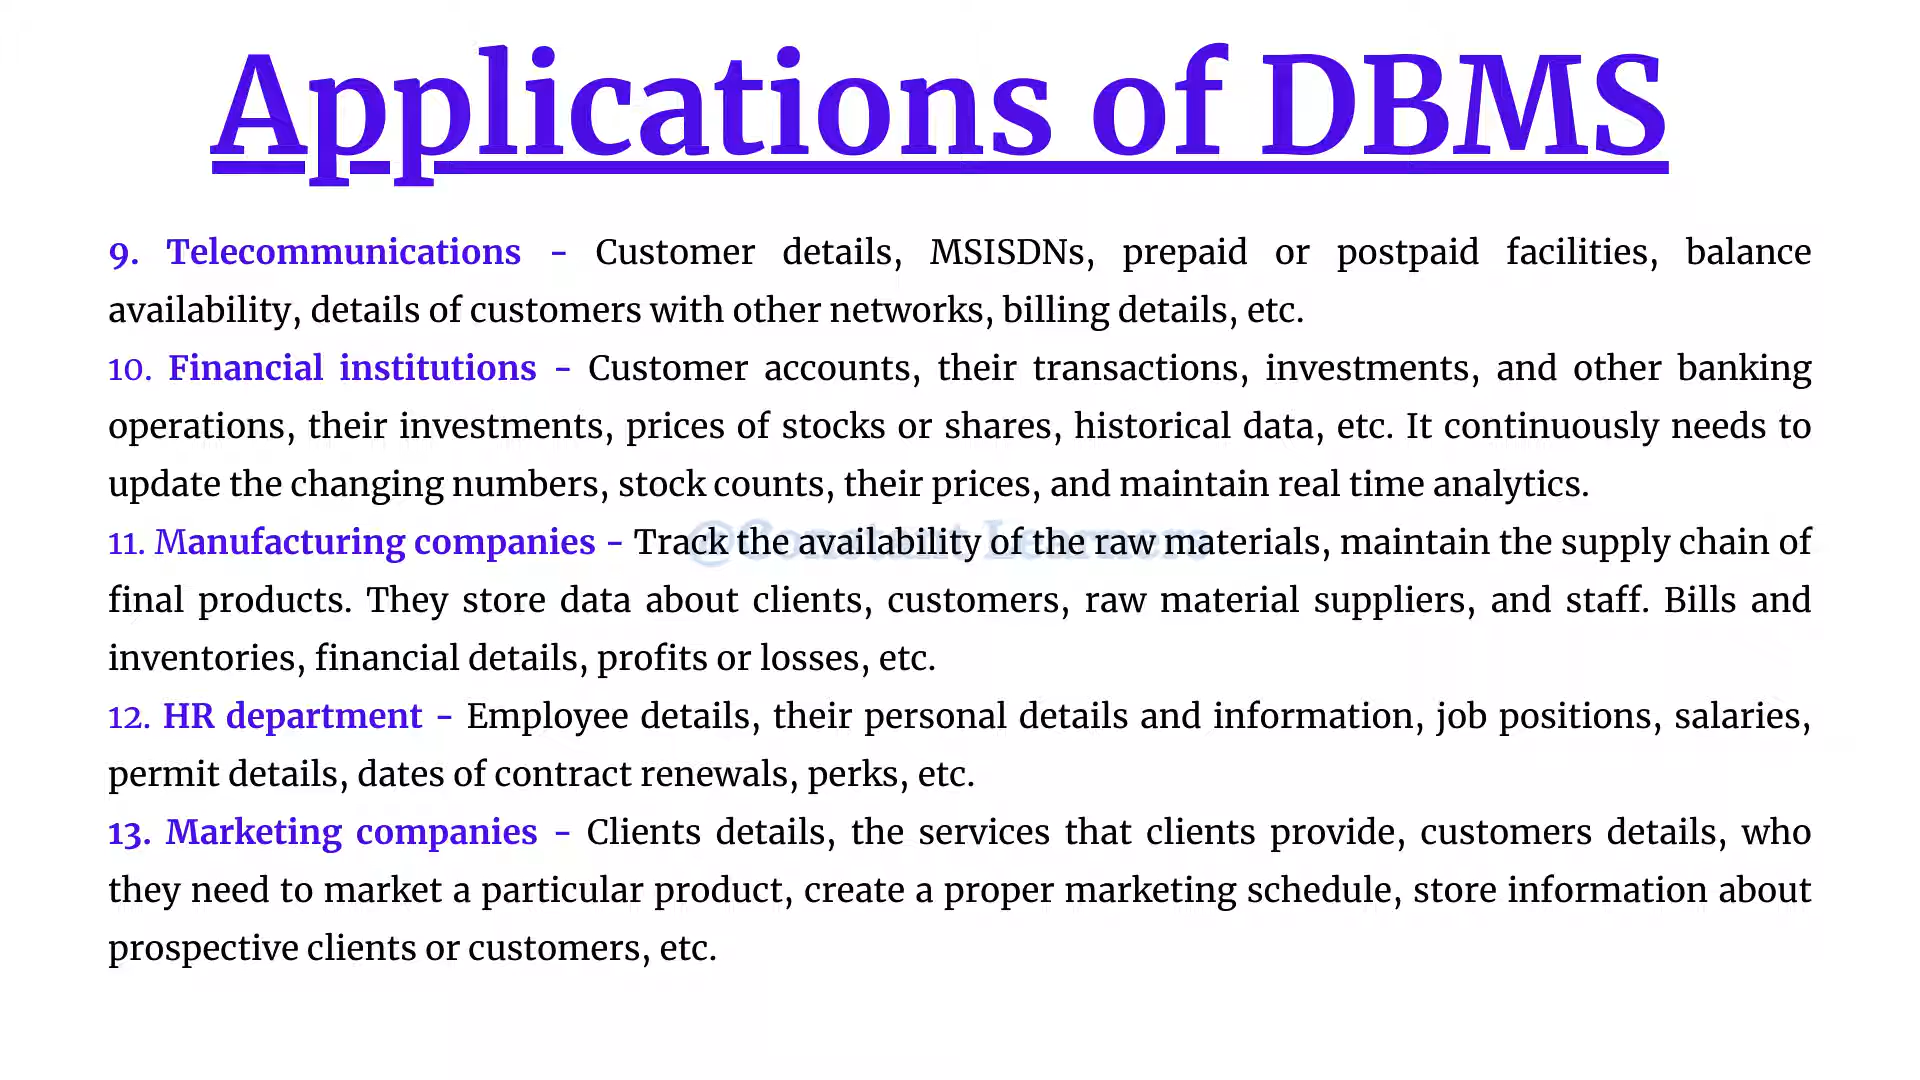 Applications of DBMS
9. Telecommunications - Customer details, MSISDNs, prepaid or postpaid facilities, balance
availability, details of customers with other networks, billing details, etc.
10. Financial institutions - Customer accounts, their transactions, investments, and other banking
operations, their investments, prices of stocks or shares, historical data, etc. It continuously needs to
update the changing numbers, stock counts, their prices, and maintain real time analytics.
11. Manufacturing companies - Track the availability of the raw materials, maintain the supply chain of
@Constant Learners
final products. They store data about clients, customers, raw material suppliers, and staff. Bills and
inventories, financial details, profits or losses, etc.
12. HR department - Employee details, their personal details and information, job positions, salaries,
permit details, dates of contract renewals, perks, etc.
13. Marketing companies - Clients details, the services that clients provide, customers details, who
they need to market a particular product, create a proper marketing schedule, store information about
prospective clients or customers, etc.